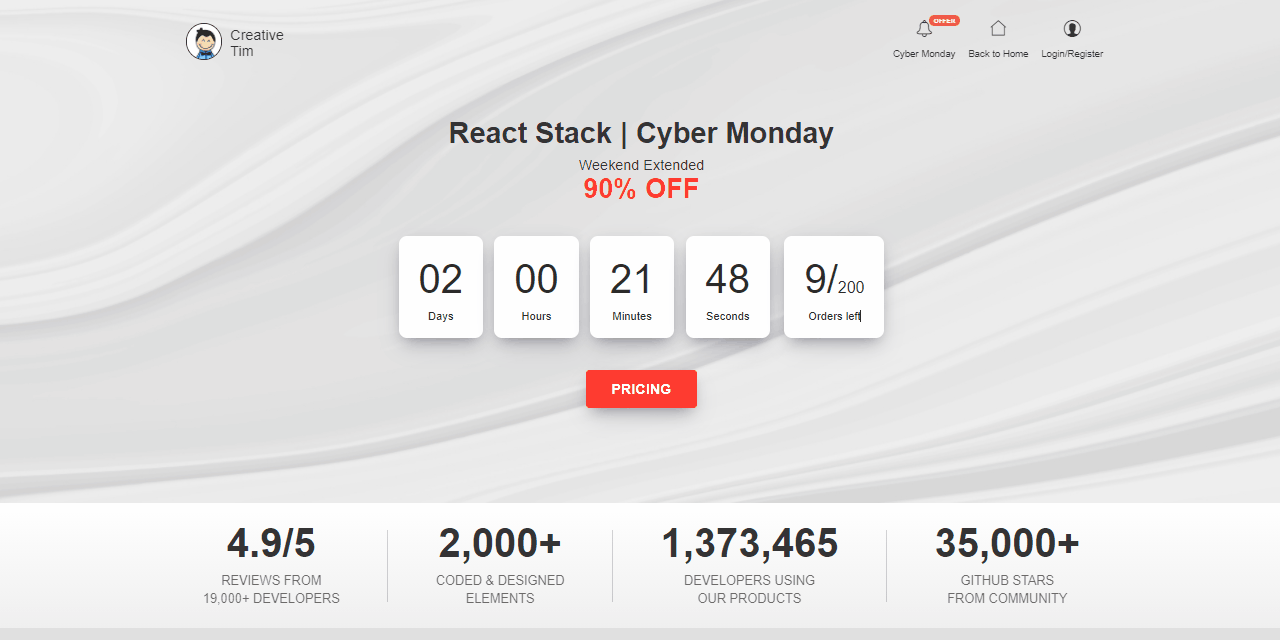 Creative
Tim
OFFER
Cyber Monday
Back to Home
Login/Register
React Stack | Cyber Monday
Weekend Extended
90% OFF
02
Days
00
Hours
21
Minutes
48
Seconds
9/200
Orders left
PRICING
4.9/5
REVIEWS FROM
19,000+ DEVELOPERS
2,000+
CODED & DESIGNED
ELEMENTS
1,373,465
DEVELOPERS USING
OUR PRODUCTS
35,000+
GITHUB STARS
FROM COMMUNITY